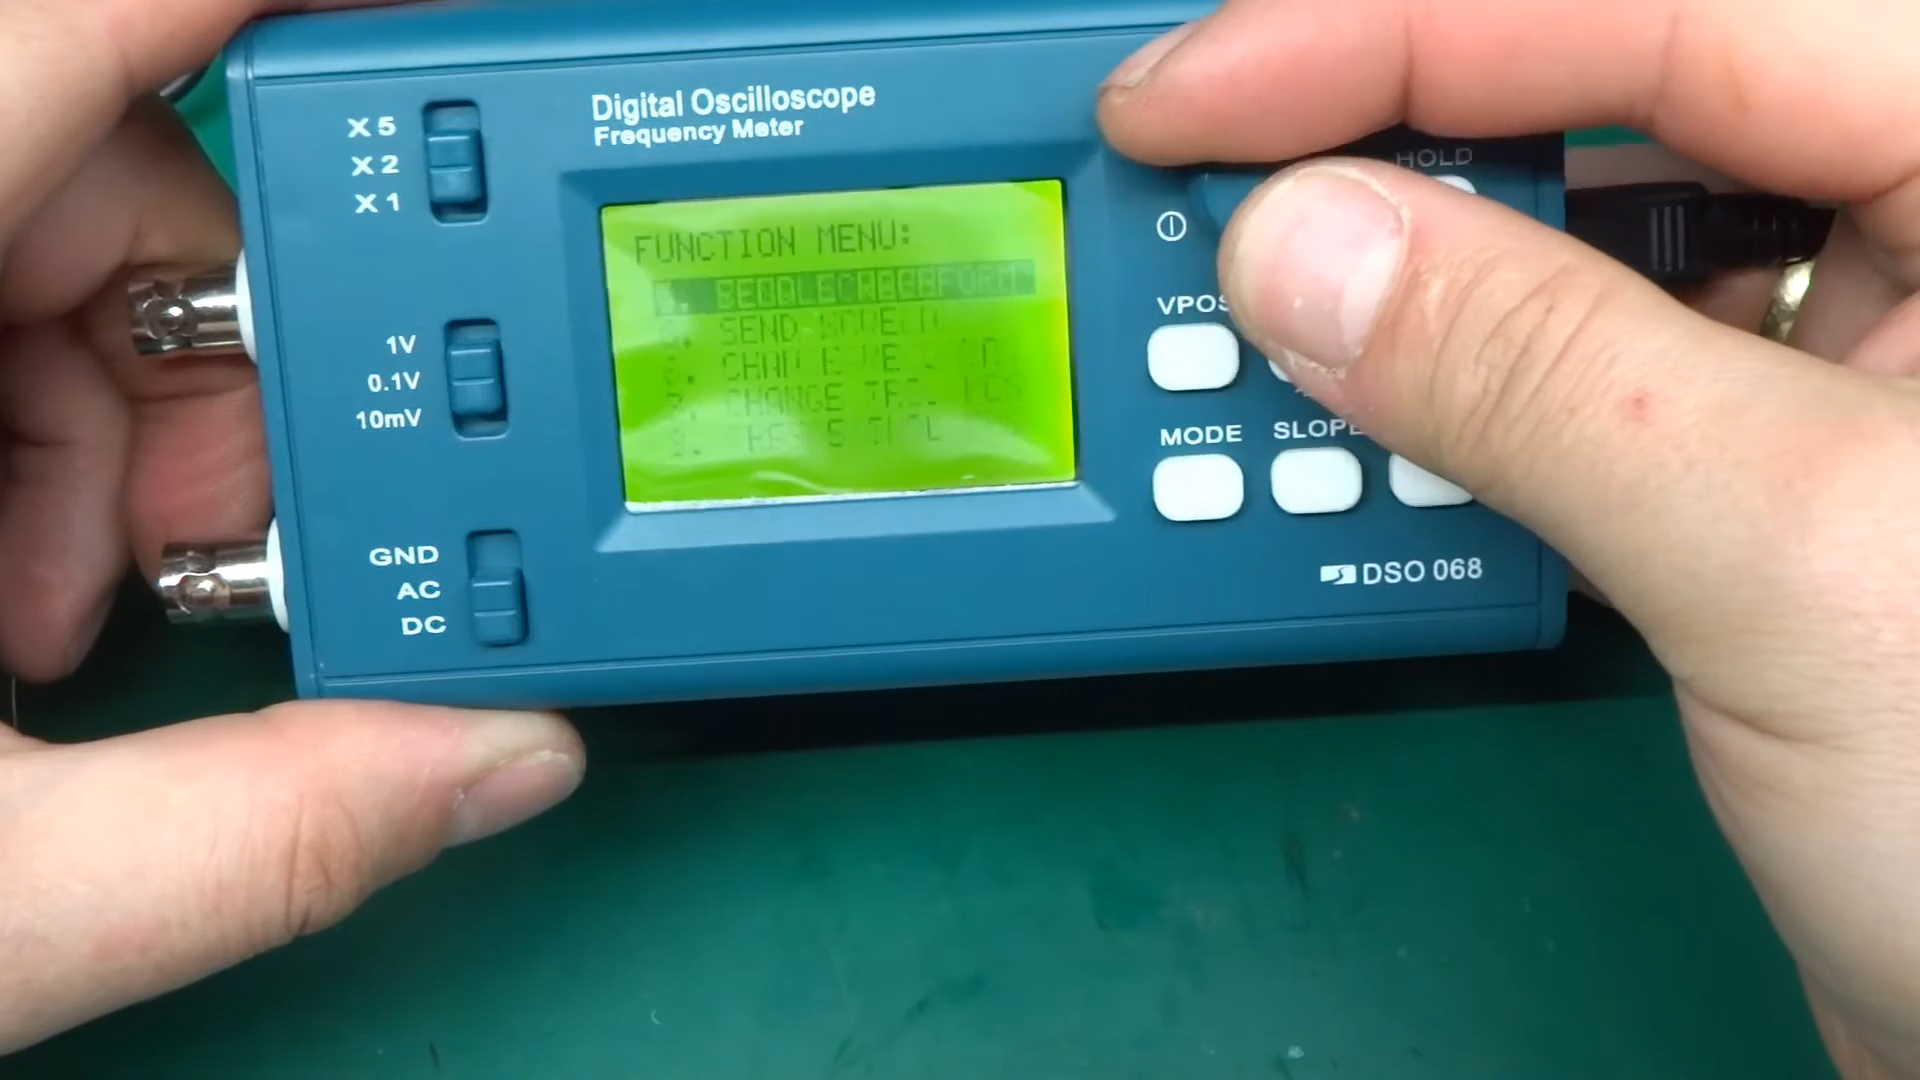 Digital Oscilloscope
Frequency Meter
X 5
X 2
X 1
1V
0.1V
10mV
GND
AC
DC
FUNCTION MENU:
SEND
CHANGE
HOLD
VPOS
MODE SLOPE
DSO 068